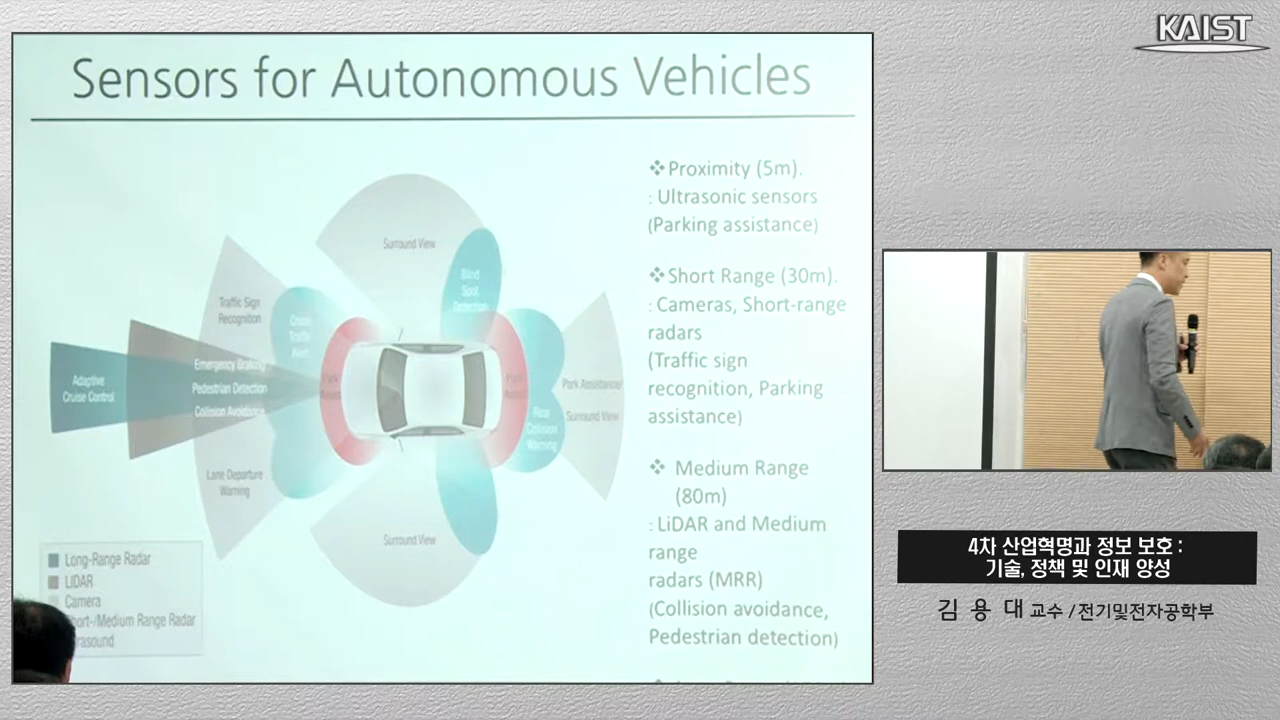 KAIST
Sensors for Autonomous Vehicles
Surround View
Blind
Spot
Detection
Traffic Sign
Recognition
Cross
Traffic
Alert
Emergency Braking
Pedestrian Detection
Collision Avoidance
Adaptive
Cruise Control
Park Assistance/
Surround View
Rear
Collision
Warning
Lane Departure
Warning
Surround View
Long-Range Radar
LIDAR
Camera
Short-/Medium Range Radar
❖Proximity (5m).
: Ultrasonic sensors
(Parking assistance)
❖Short Range (30m).
: Cameras, Short-range
radars
(Traffic sign
recognition, Parking
assistance)
❖ Medium Range
(80m)
: LiDAR and Medium
range
radars (MRR)
(Collision avoidance,
Pedestrian detection)
4차 산업혁명과 정보 보호 :
기술, 정책 및 인재 양성
김 용 대 교수 / 전기및전자공학부